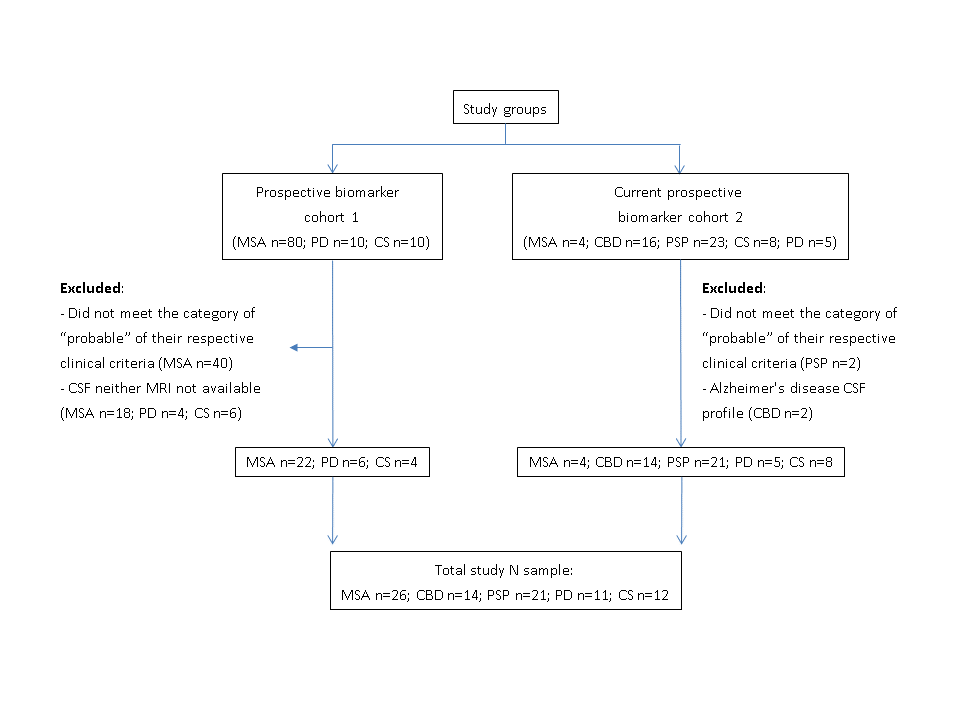 Study groups
Prospective biomarker
cohort 1
(MSA n=80; PD n=10; CS n=10)
Current prospective
biomarker cohort 2
(MSA n=4; CBD n=16; PSP n=23; CS n=8; PD n=5)
Excluded:
- Did not meet the category of
“probable” of their respective
clinical criteria (MSA n=40)
- CSF neither MRI not available
(MSA n=18; PD n=4; CS n=6)
Excluded:
- Did not meet the category of
“probable” of their respective
clinical criteria (PSP n=2)
- Alzheimer's disease CSF
profile (CBD n=2)
MSA n=22; PD n=6; CS n=4
MSA n=4; CBD n=14; PSP n=21; PD n=5; CS n=8
Total study N sample:
MSA n=26; CBD n=14; PSP n=21; PD n=11; CS n=12